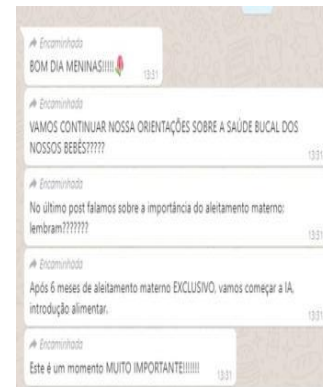 Encaminhada
BOM DIA MENINAS!!!!!🌹
13:31
Encaminhada
VAMOS CONTINUAR NOSSA ORIENTAÇÕES SOBRE A SAÚDE BUCAL DOS
NOSSOS BEBÊS?????
13:31
Encaminhada
No último post falamos sobre a importância do aleitamento materno:
lembram???????
13:31
Encaminhada
Após 6 meses de aleitamento materno EXCLUSIVO, vamos começar a IA,
introdução alimentar.
13:31
Encaminhada
Este é um momento MUITO IMPORTANTE!!!!!!!
13:31